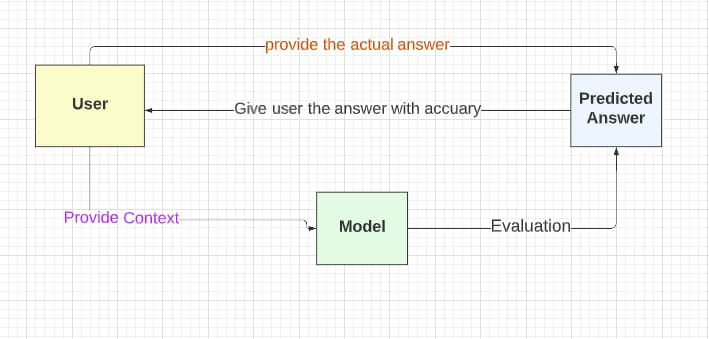 provide the actual answer
User
Predicted
Answer
Give user the answer with accuary
Provide Context
Model
Evaluation